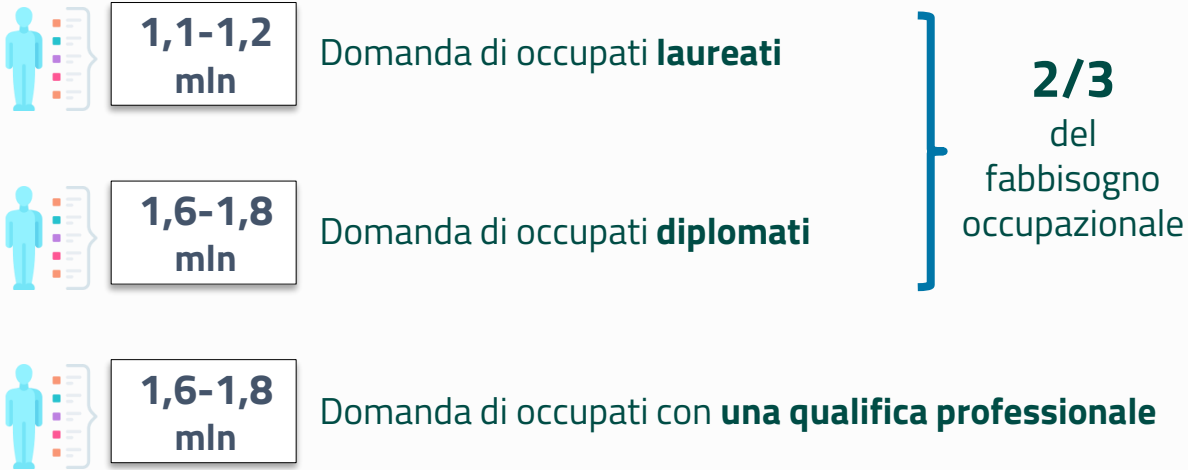 1,1-1,2
mln
Domanda di occupati laureati
2/3
del
fabbisogno
occupazionale
1,6-1,8
mln
Domanda di occupati diplomati
1,6-1,8
mln
Domanda di occupati con una qualifica professionale